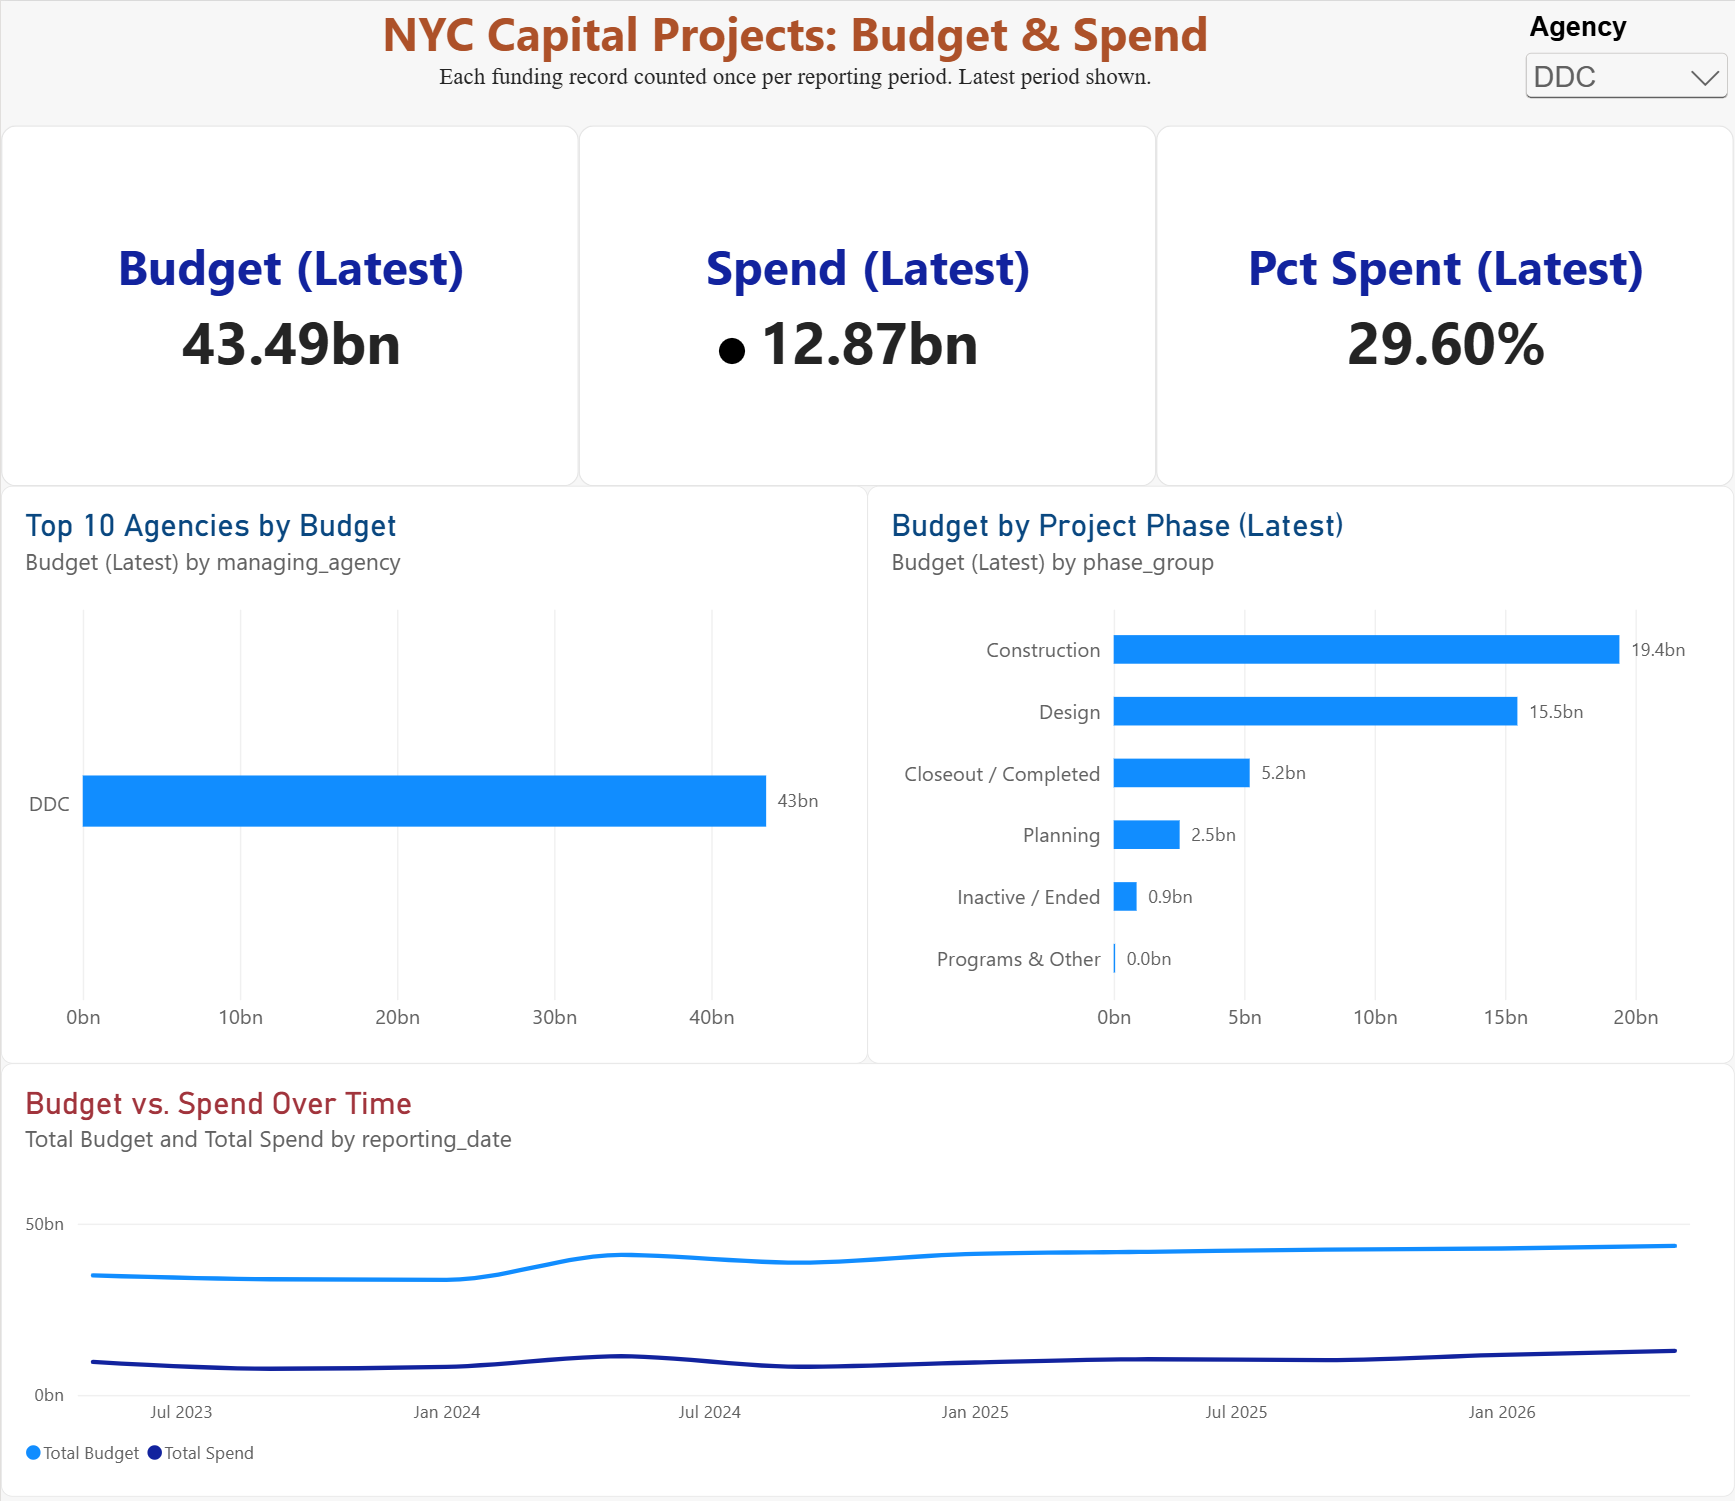 NYC Capital Projects: Budget & Spend
Each funding record counted once per reporting period. Latest period shown.
Agency
DDC
Budget (Latest)
43.49bn
Spend (Latest)
● 12.87bn
Pct Spent (Latest)
29.60%
Top 10 Agencies by Budget
Budget (Latest) by managing_agency
DDC
43bn
0bn 10bn 20bn 30bn 40bn
Budget by Project Phase (Latest)
Budget (Latest) by phase_group
Construction 19.4bn
Design 15.5bn
Closeout / Completed 5.2bn
Planning 2.5bn
Inactive / Ended 0.9bn
Programs & Other 0.0bn
0bn 5bn 10bn 15bn 20bn
Budget vs. Spend Over Time
Total Budget and Total Spend by reporting_date
50bn
0bn
Jul 2023 Jan 2024 Jul 2024 Jan 2025 Jul 2025 Jan 2026
Total Budget Total Spend